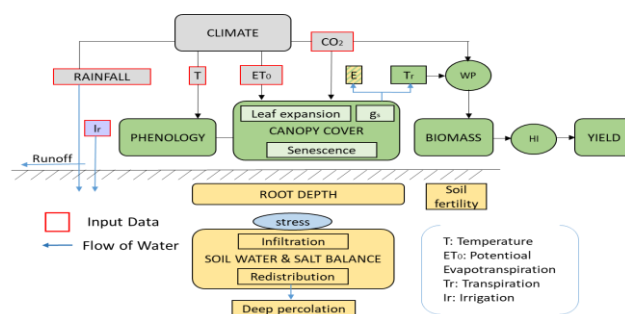 CLIMATE
CO₂
RAINFALL
T
ET₀
E
Tr
WP
Ir
Leaf expansion
gs
PHENOLOGY
CANOPY COVER
BIOMASS
HI
YIELD
Senescence
Runoff
ROOT DEPTH
Soil
fertility
Input Data
stress
Flow of Water
Infiltration
SOIL WATER & SALT BALANCE
Redistribution
Deep percolation
T: Temperature
ET₀: Potentioal
Evapotranspiration
Tr: Transpiration
Ir: Irrigation